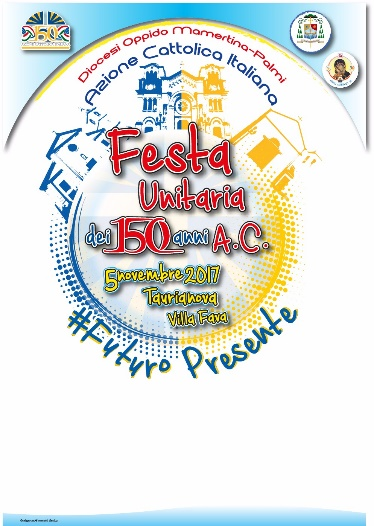 150
Diocesi Oppido Mamertina-Palmi
Azione Cattolica Italiana
Festa
Unitaria
dei 150 anni A.C.
5 novembre 2017
Taurianova
Villa Fava
#Futuro Presente